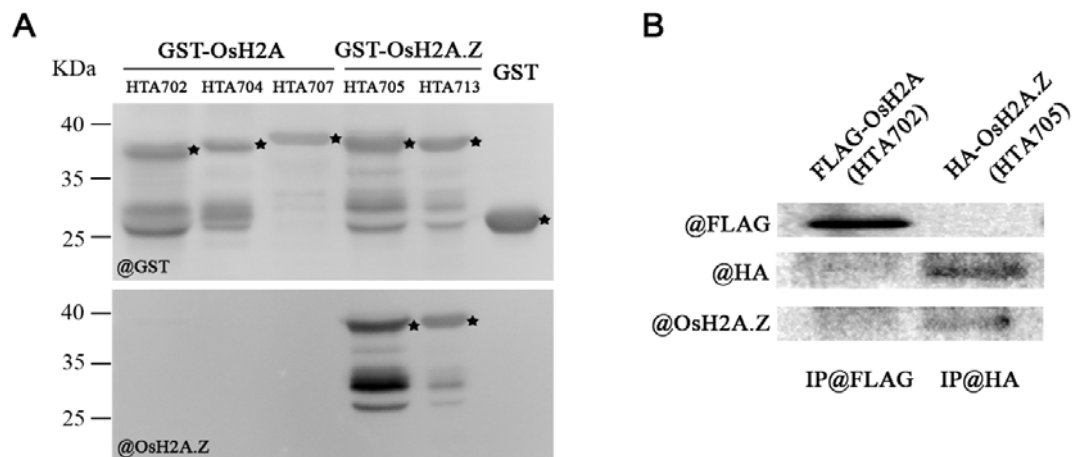 A
GST-OsH2A GST-OsH2A.Z GST
KDa
HTA702 HTA704 HTA707 HTA705 HTA713
40
35
25
@GST
40
35
25
@OsH2A.Z
B
FLAG-OsH2A
(HTA702)
HA-OsH2A.Z
(HTA705)
@FLAG
@HA
@OsH2A.Z
IP@FLAG IP@HA